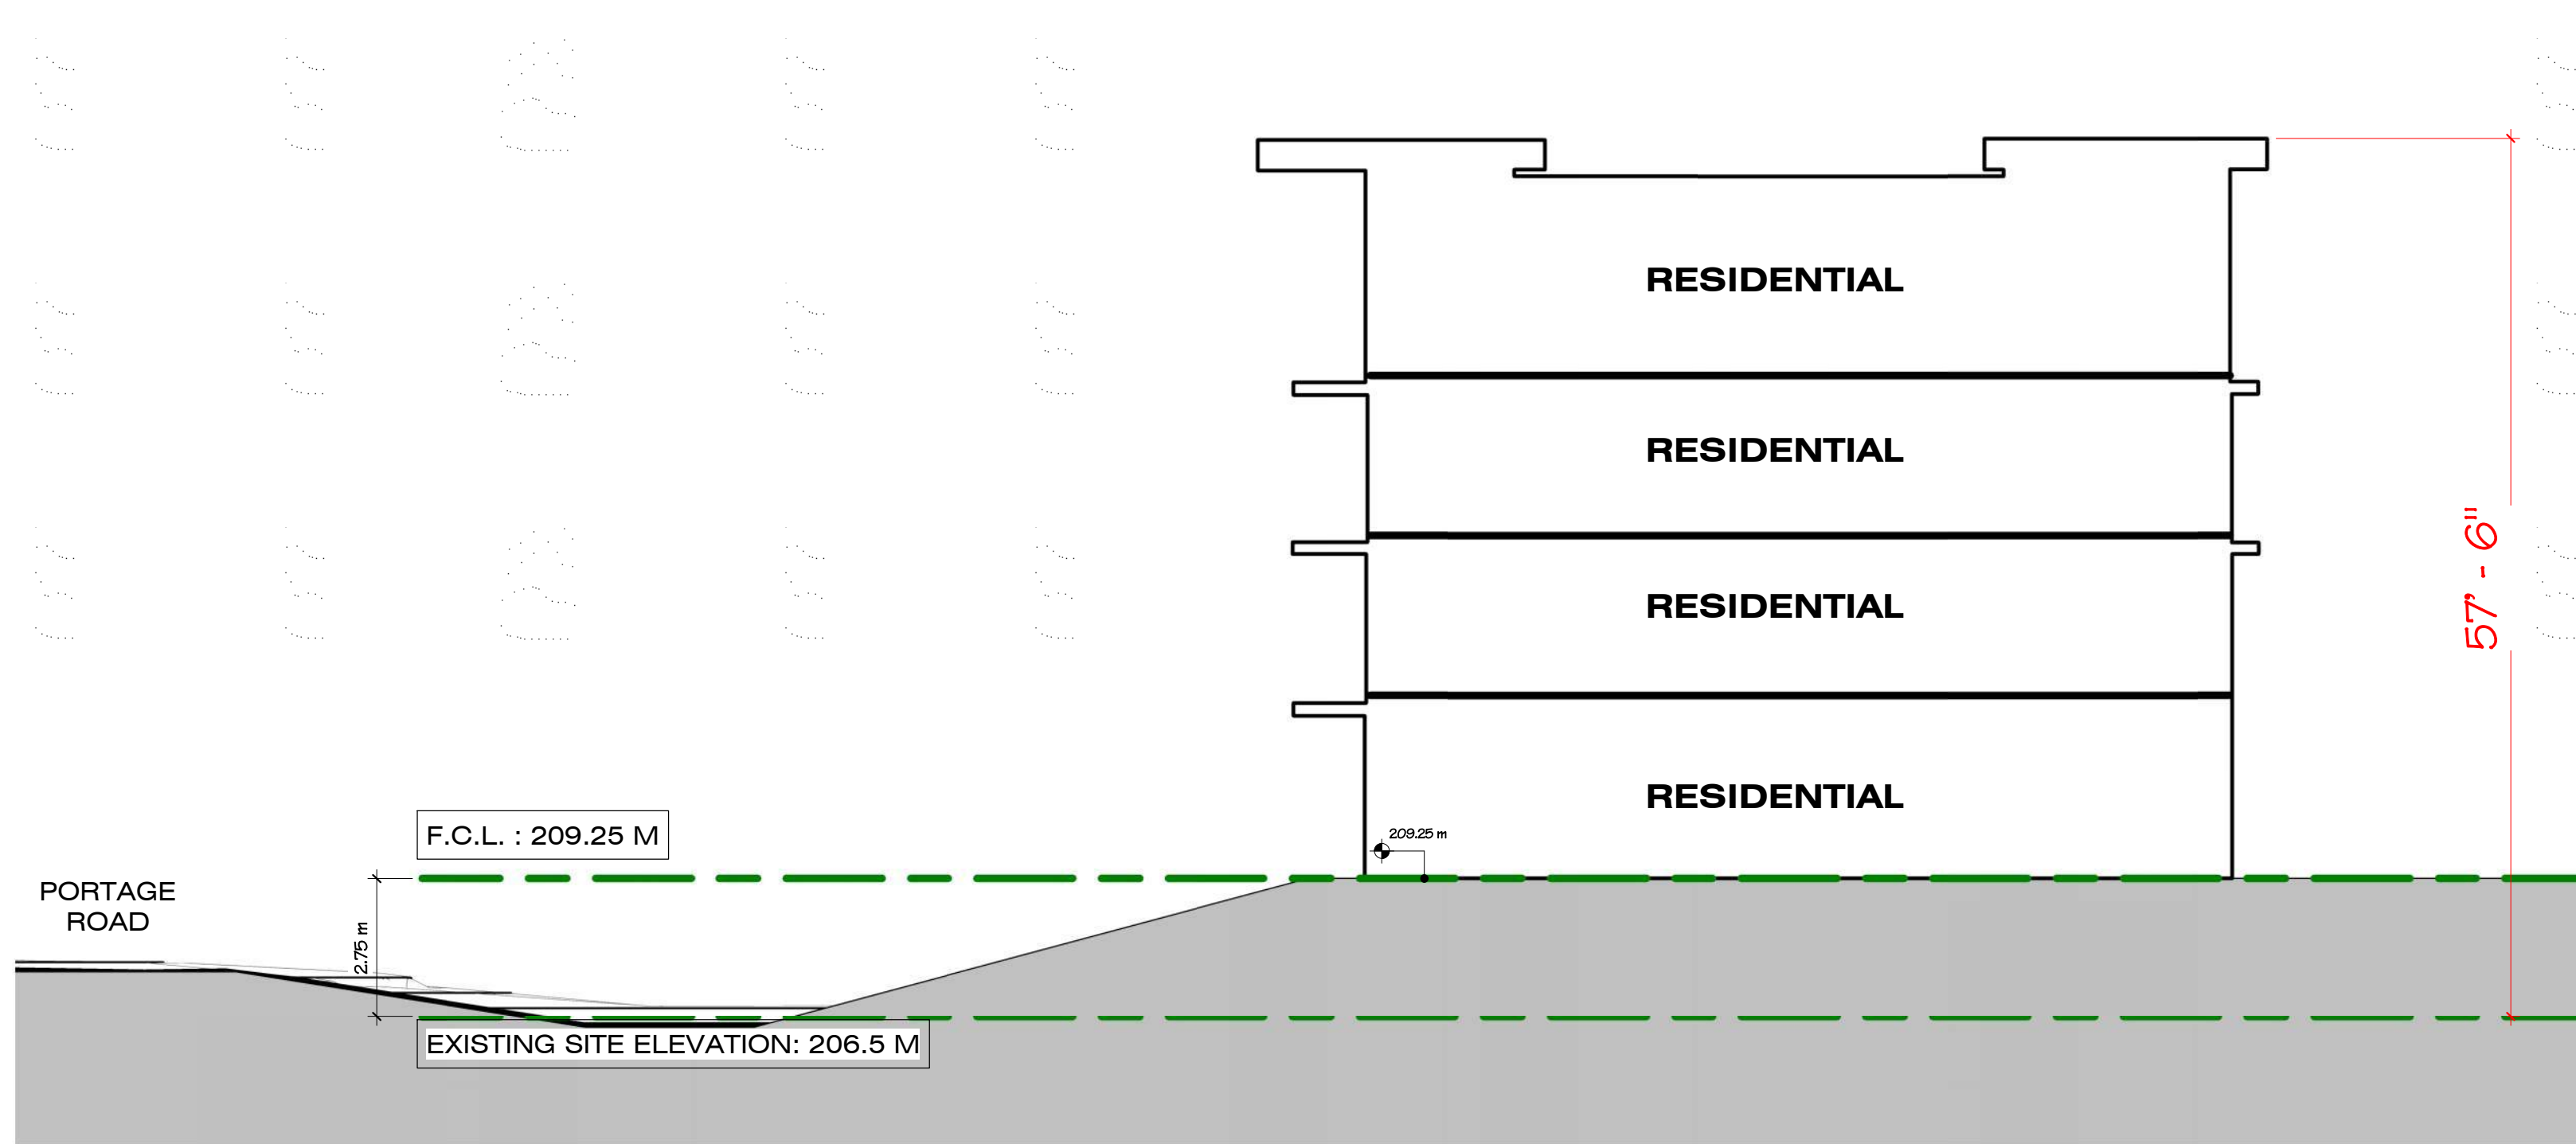 RESIDENTIAL
RESIDENTIAL
57' - 6"
RESIDENTIAL
RESIDENTIAL
209.25 m
F.C.L. : 209.25 M
PORTAGE
ROAD
2.75 m
EXISTING SITE ELEVATION: 206.5 M